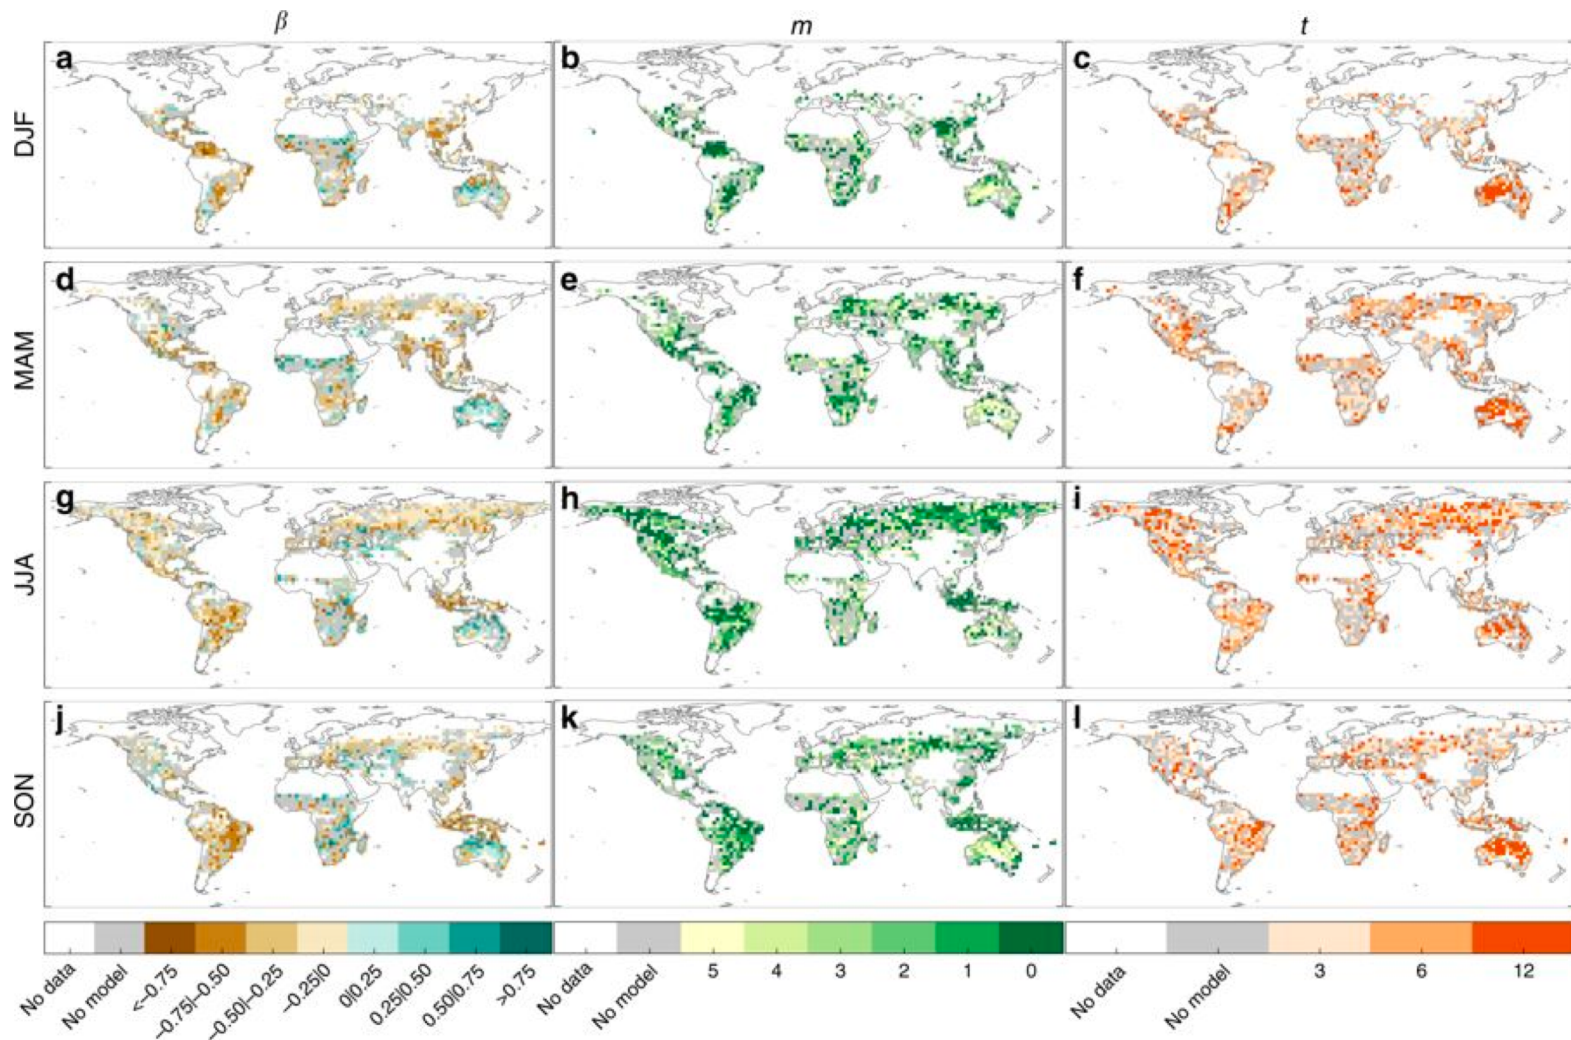 β m t
a b c
DJF
d e f
MAM
g h i
JJA
j k l
SON
No data No model <−0.75 −0.75|−0.50 −0.50|−0.25 −0.25|0 0|0.25 0.25|0.50 0.50|0.75 >0.75
No data No model 5 4 3 2 1 0
No data No model 3 6 12